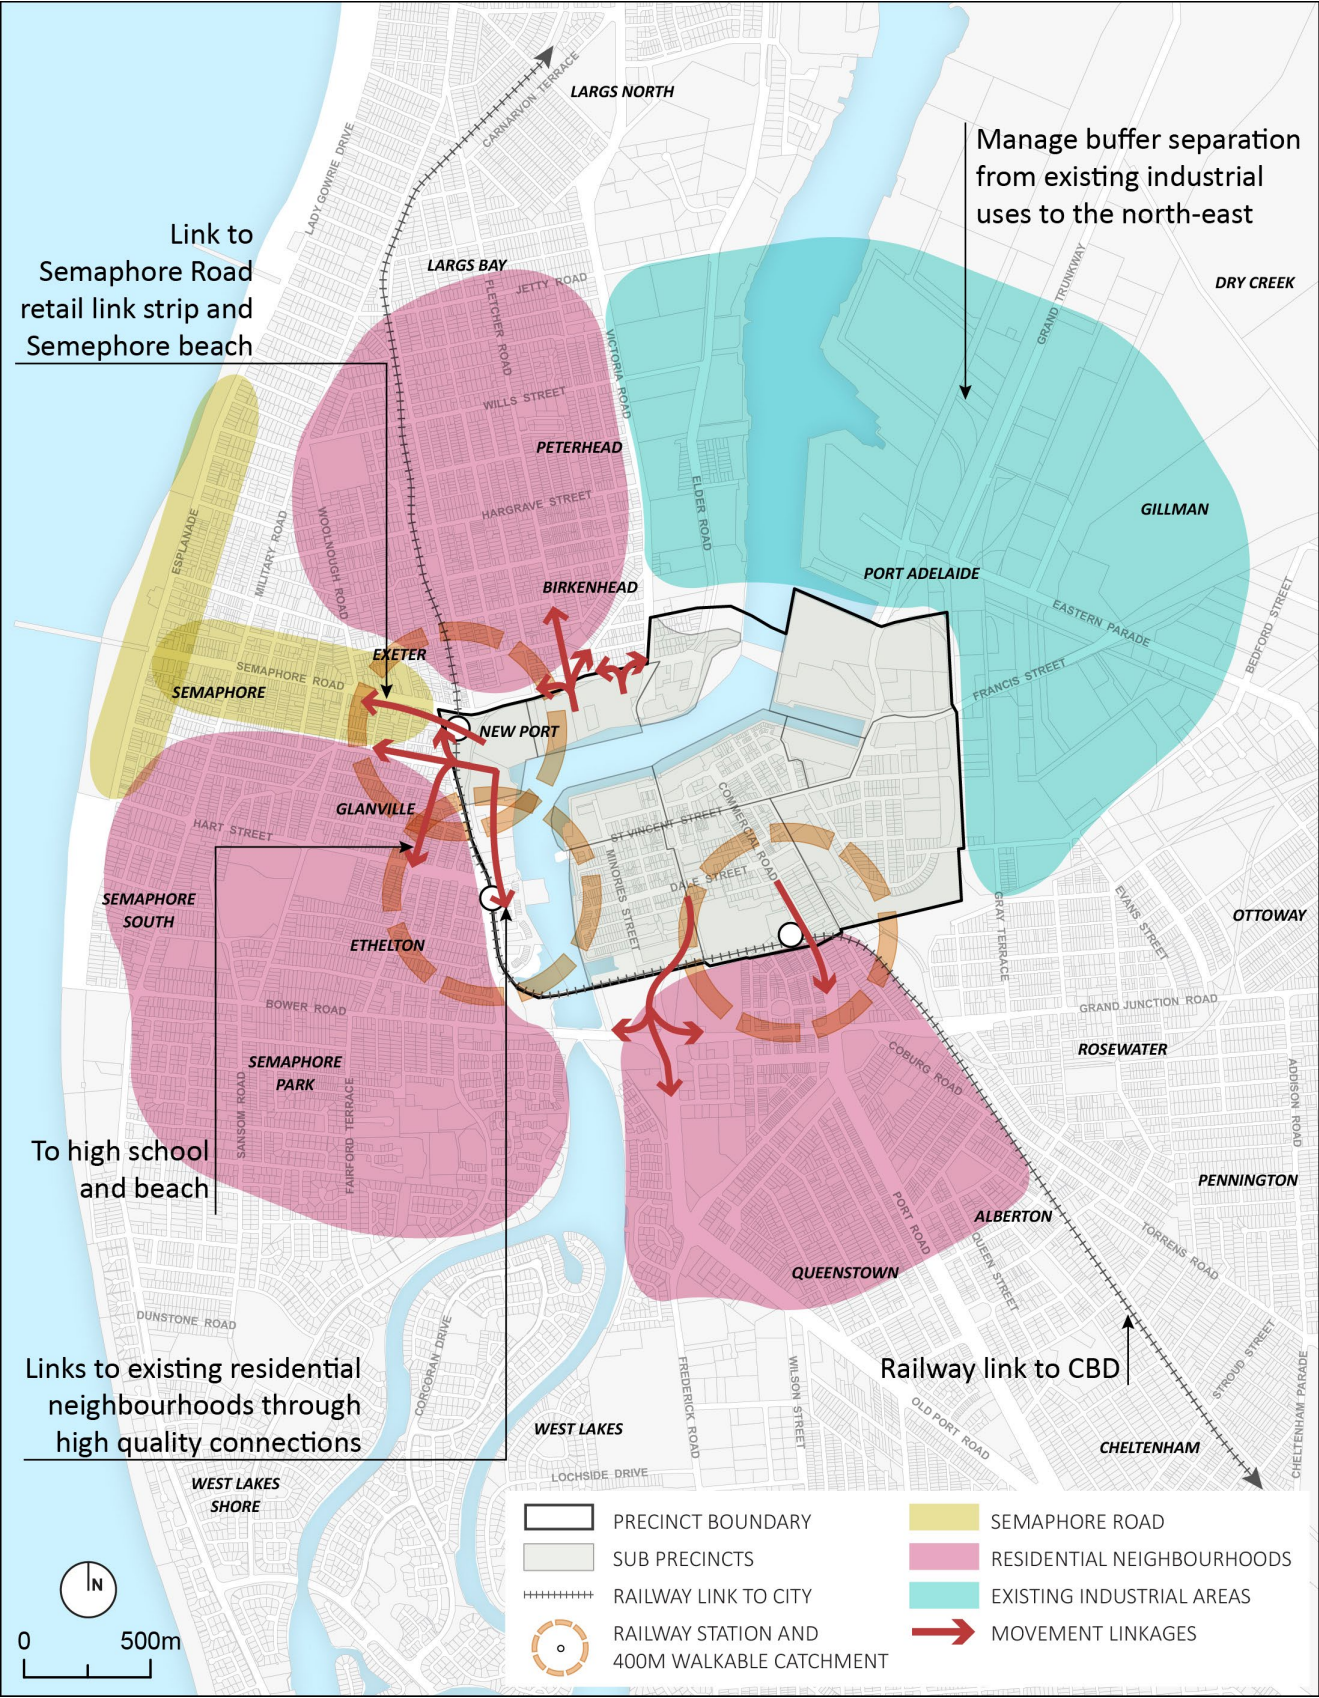 LARGS NORTH
CARNARVON TERRACE
LADY GOWRIE DRIVE
Manage buffer separation
from existing industrial
uses to the north-east
Link to
Semaphore Road
retail link strip and
Semephore beach
LARGS BAY
JETTY ROAD
FLETCHER ROAD
VICTORIA ROAD
GRAND TRUNKWAY
DRY CREEK
WILLS STREET
PETERHEAD
HARGRAVE STREET
ELDER ROAD
GILLMAN
ESPLANADE
MILITARY ROAD
WOOLNOUGH ROAD
BIRKENHEAD
PORT ADELAIDE
EASTERN PARADE
BEDFORD STREET
EXETER
SEMAPHORE ROAD
SEMAPHORE
FRANCIS STREET
NEW PORT
GLANVILLE
HART STREET
ST VINCENT STREET
COMMERCIAL ROAD
MINORIES STREET
DALE STREET
SEMAPHORE
SOUTH
ETHELTON
GRAY TERRACE
EVANS STREET
OTTOWAY
BOWER ROAD
GRAND JUNCTION ROAD
SEMAPHORE
PARK
COBURG ROAD
ROSEWATER
SANSOM ROAD
FAIRFORD TERRACE
ADDISON ROAD
To high school
and beach
PENNINGTON
PORT ROAD
ALBERTON
QUEEN STREET
TORRENS ROAD
QUEENSTOWN
DUNSTONE ROAD
CORCORAN DRIVE
Links to existing residential
neighbourhoods through
high quality connections
Railway link to CBD
STROUD STREET
CHELTENHAM PARADE
FREDERICK ROAD
WILSON STREET
OLD PORT ROAD
WEST LAKES
CHELTENHAM
LOCHSIDE DRIVE
WEST LAKES
SHORE
N
0 500m
PRECINCT BOUNDARY
SUB PRECINCTS
RAILWAY LINK TO CITY
RAILWAY STATION AND
400M WALKABLE CATCHMENT
SEMAPHORE ROAD
RESIDENTIAL NEIGHBOURHOODS
EXISTING INDUSTRIAL AREAS
MOVEMENT LINKAGES